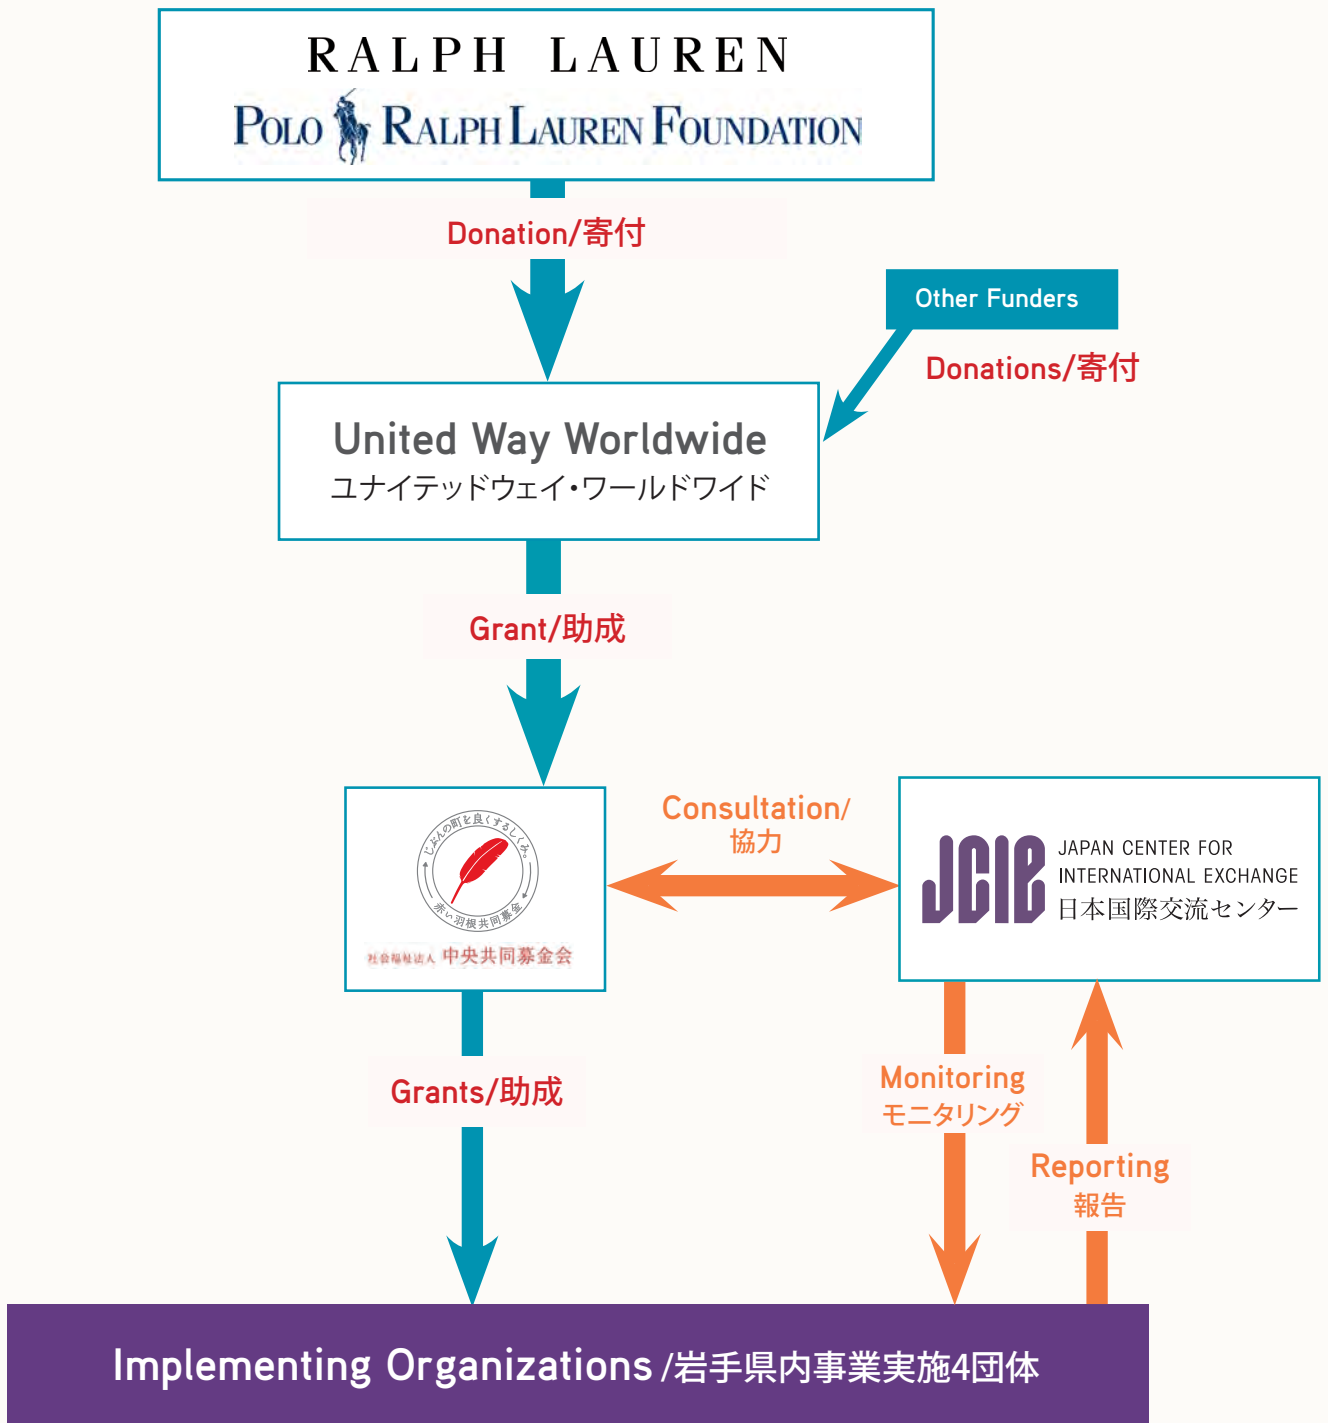 RALPH LAUREN
POLO RALPH LAUREN FOUNDATION
Donation/寄付
Other Funders
Donations/寄付
United Way Worldwide
ユナイテッドウェイ・ワールドワイド
Grant/助成
じぶんの町を良くするしくみ。
赤い羽根共同募金
社会福祉法人 中央共同募金会
Consultation/
協力
JCIE
JAPAN CENTER FOR
INTERNATIONAL EXCHANGE
日本国際交流センター
Grants/助成
Monitoring
モニタリング
Reporting
報告
Implementing Organizations /岩手県内事業実施4団体